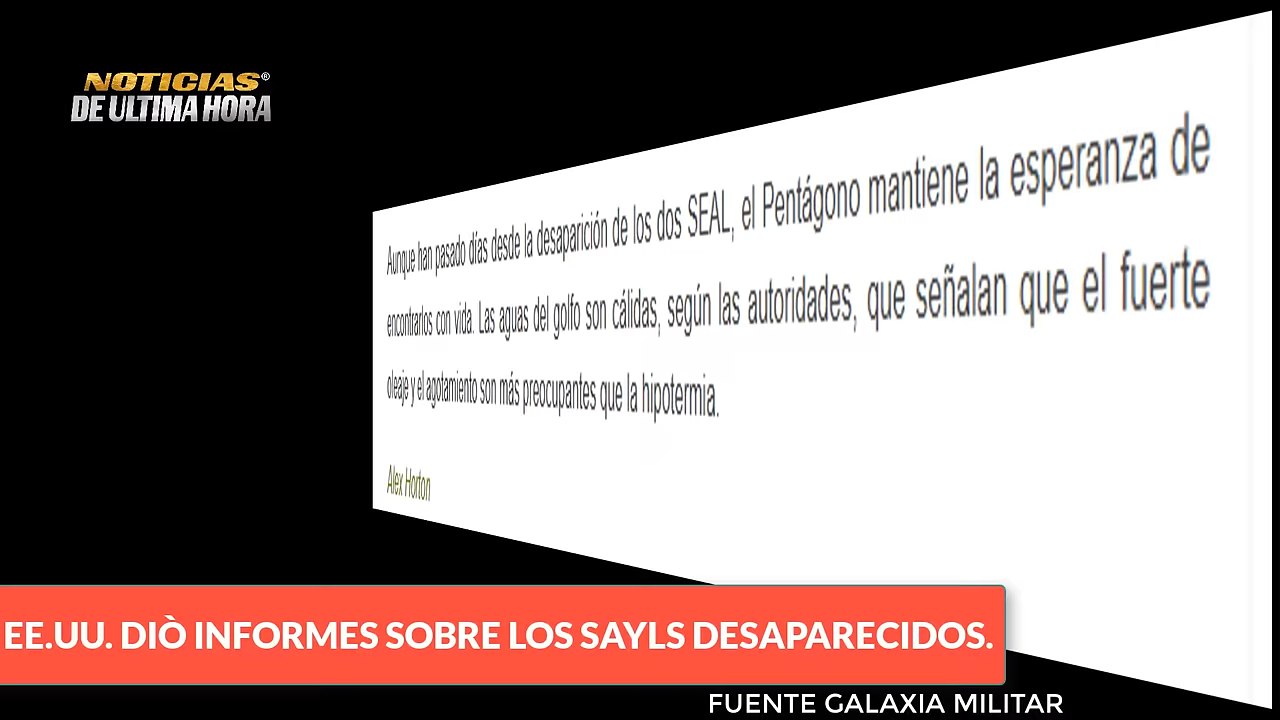 NOTICIAS®
DE ULTIMA HORA
Aunque han pasado días desde la desaparición de los dos SEAL, el Pentágono mantiene la esperanza de
encontrarlos con vida. Las aguas del golfo son cálidas, según las autoridades, que señalan que el fuerte
oleaje y el agotamiento son más preocupantes que la hipotermia.
Alex Horton
EE.UU. DIÒ INFORMES SOBRE LOS SAYLS DESAPARECIDOS.
FUENTE GALAXIA MILITAR